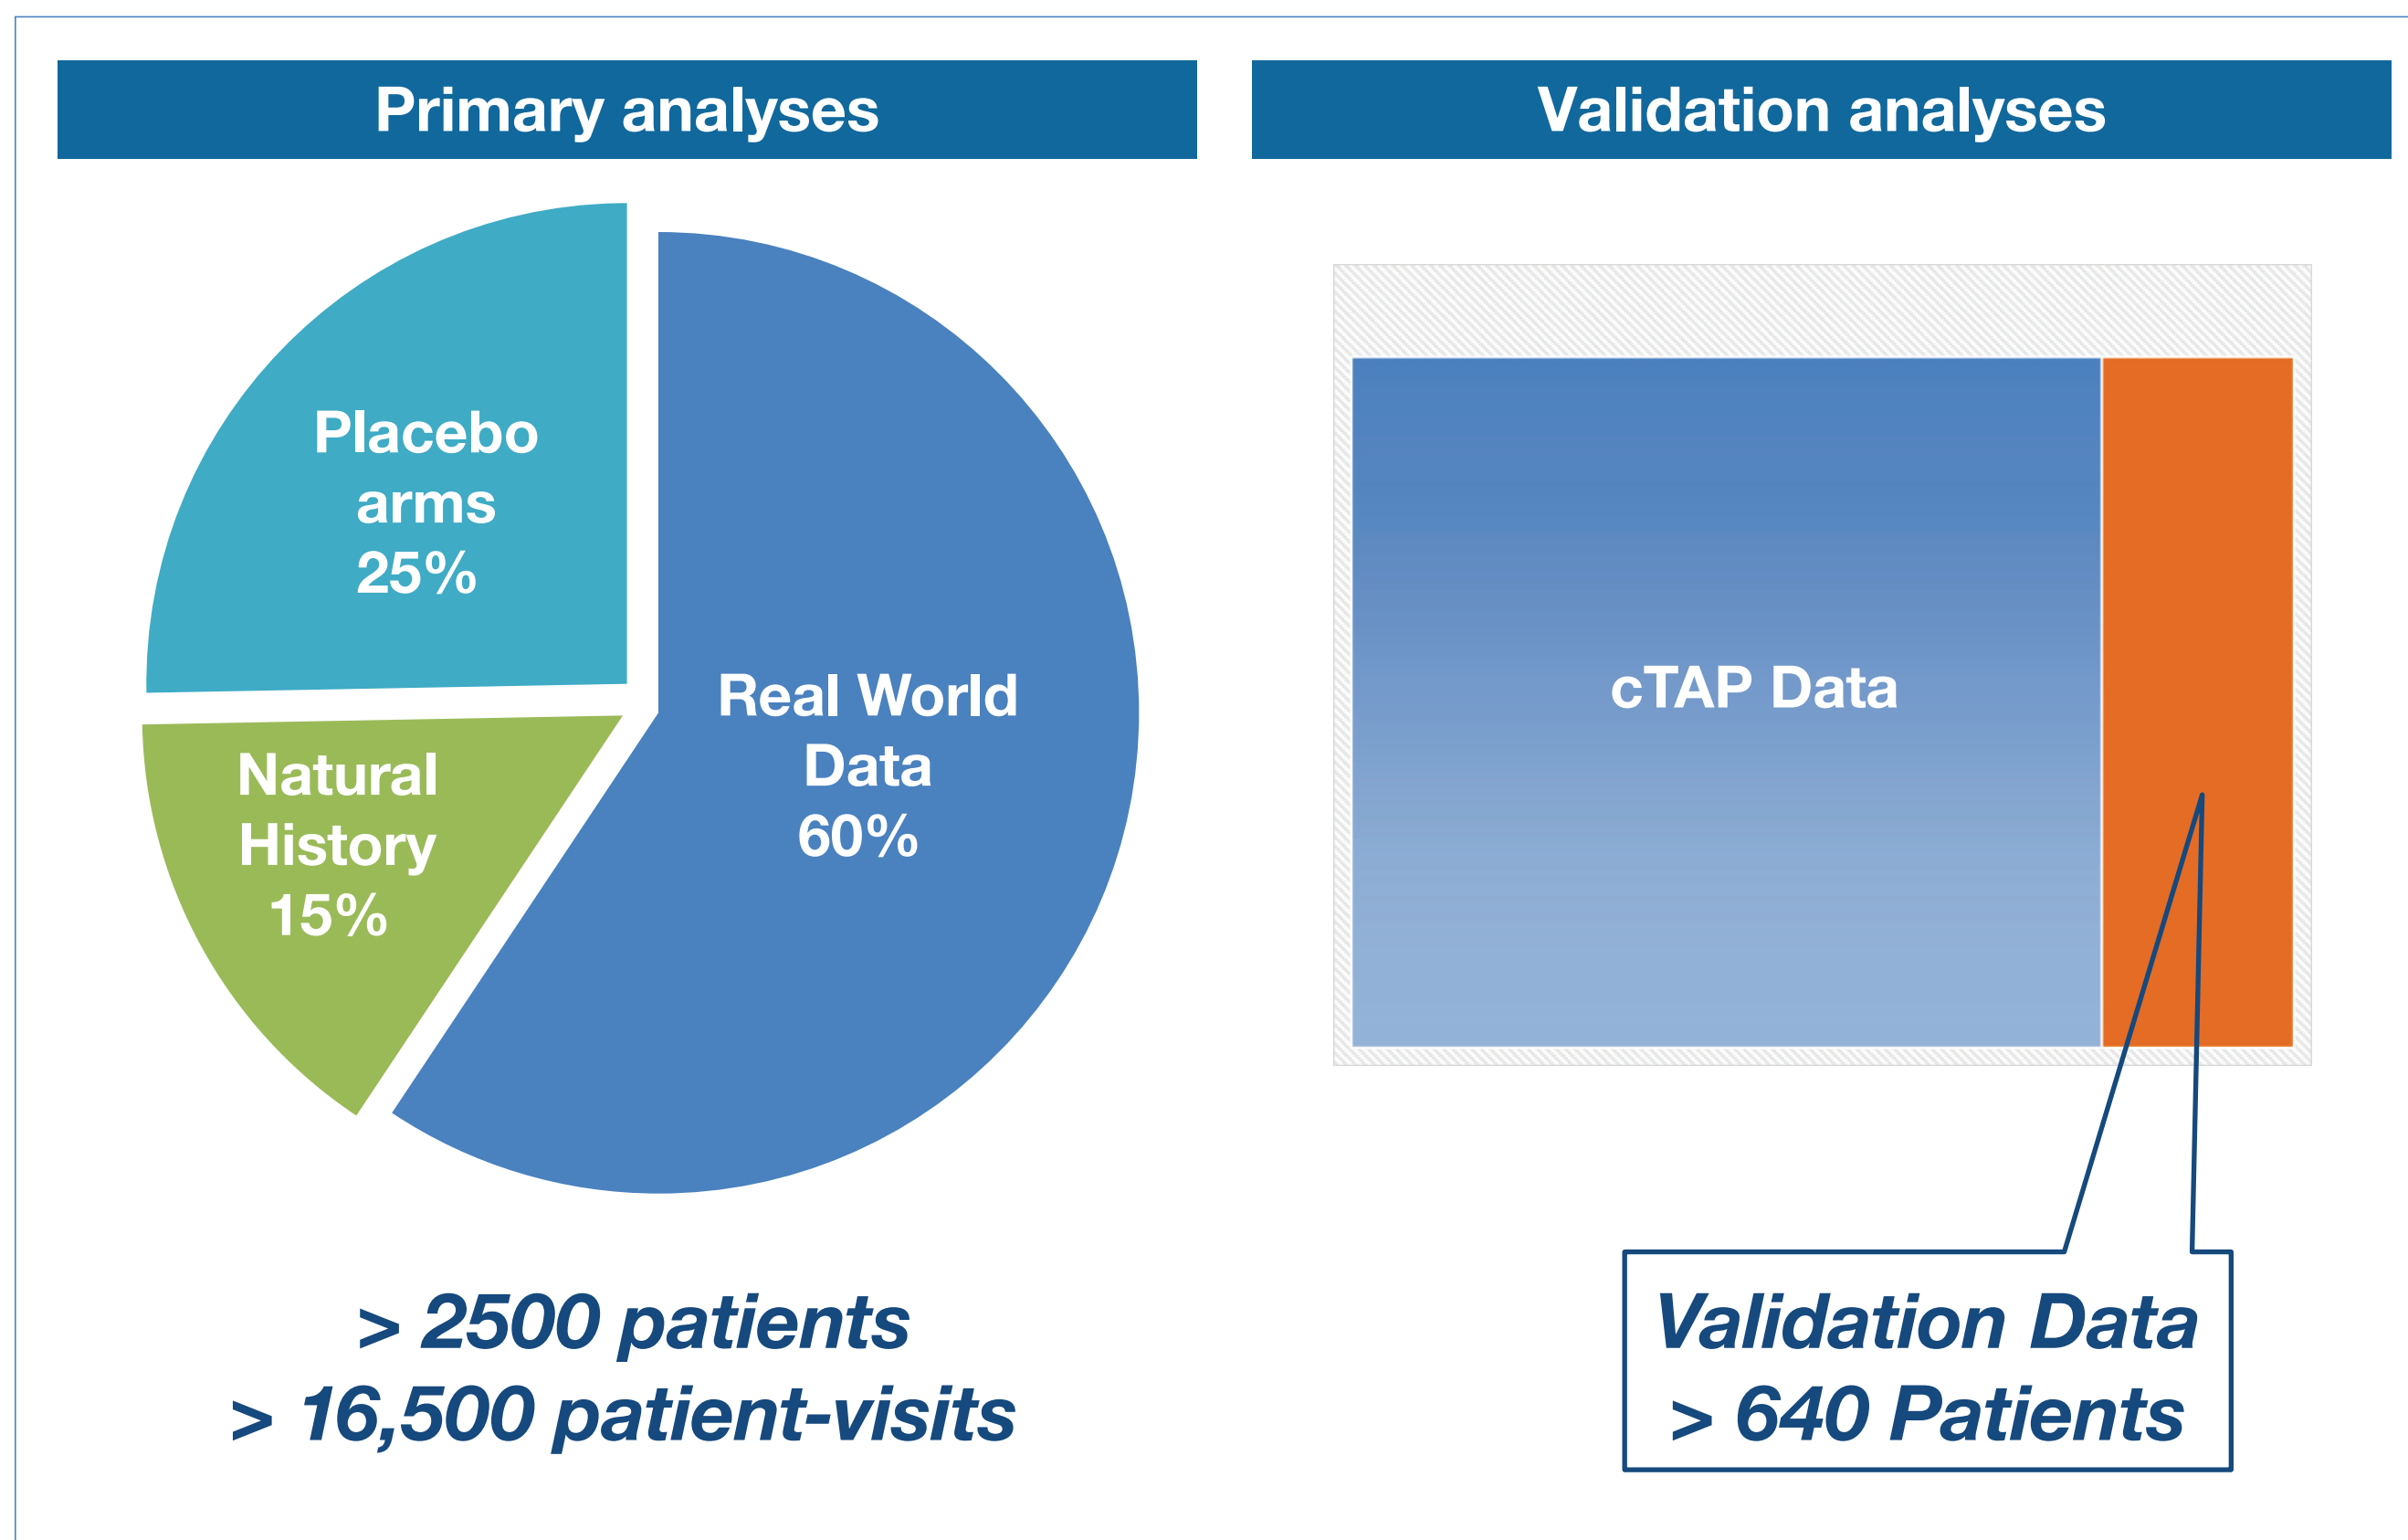 Primary analyses
Placebo
arms
25%
Natural
History
15%
Real World
Data
60%
> 2500 patients
> 16,500 patient-visits
Validation analyses
cTAP Data
Validation Data
> 640 Patients